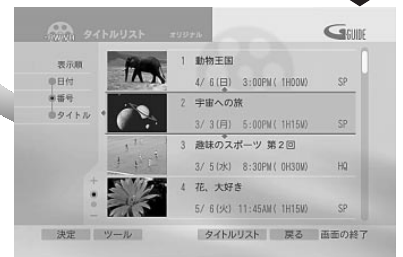 タイトルリスト オリジナル
GGUIDE
表示順
日付
番号
タイトル
1 動物王国
4/ 6(日) 3:00PM( 1H00M) SP
2 宇宙への旅
3/ 3(月) 5:00PM( 1H15M) SP
3 趣味のスポーツ 第2回
3/ 5(水) 8:30PM( 0H30M) HQ
4 花、大好き
5/ 6(火) 11:45AM( 1H15M) SP
決定 ツール タイトルリスト 戻る 画面の終了